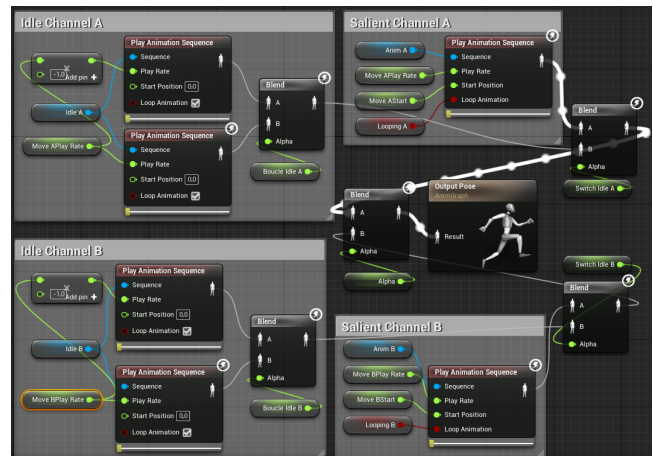 Idle Channel A
Play Animation Sequence
Sequence
Play Rate
Start Position 0,0
Loop Animation
-1,0
Add pin +
Idle A
Move APlay Rate
Play Animation Sequence
Sequence
Play Rate
Start Position 0,0
Loop Animation
Blend
A
B
Alpha
Boucle Idle A
Salient Channel A
Anim A
Move APlay Rate
Move AStart
Looping A
Play Animation Sequence
Sequence
Play Rate
Start Position
Loop Animation
Blend
A
B
Alpha
Switch Idle A
Blend
A
B
Alpha
Alpha
Output Pose
AnimGraph
Result
Idle Channel B
Play Animation Sequence
Sequence
Play Rate
Start Position 0,0
Loop Animation
-1,0
Add pin +
Idle B
Move BPlay Rate
Play Animation Sequence
Sequence
Play Rate
Start Position 0,0
Loop Animation
Blend
A
B
Alpha
Boucle Idle B
Switch Idle B
Blend
A
B
Alpha
Salient Channel B
Anim B
Move BPlay Rate
Move BStart
Looping B
Play Animation Sequence
Sequence
Play Rate
Start Position
Loop Animation